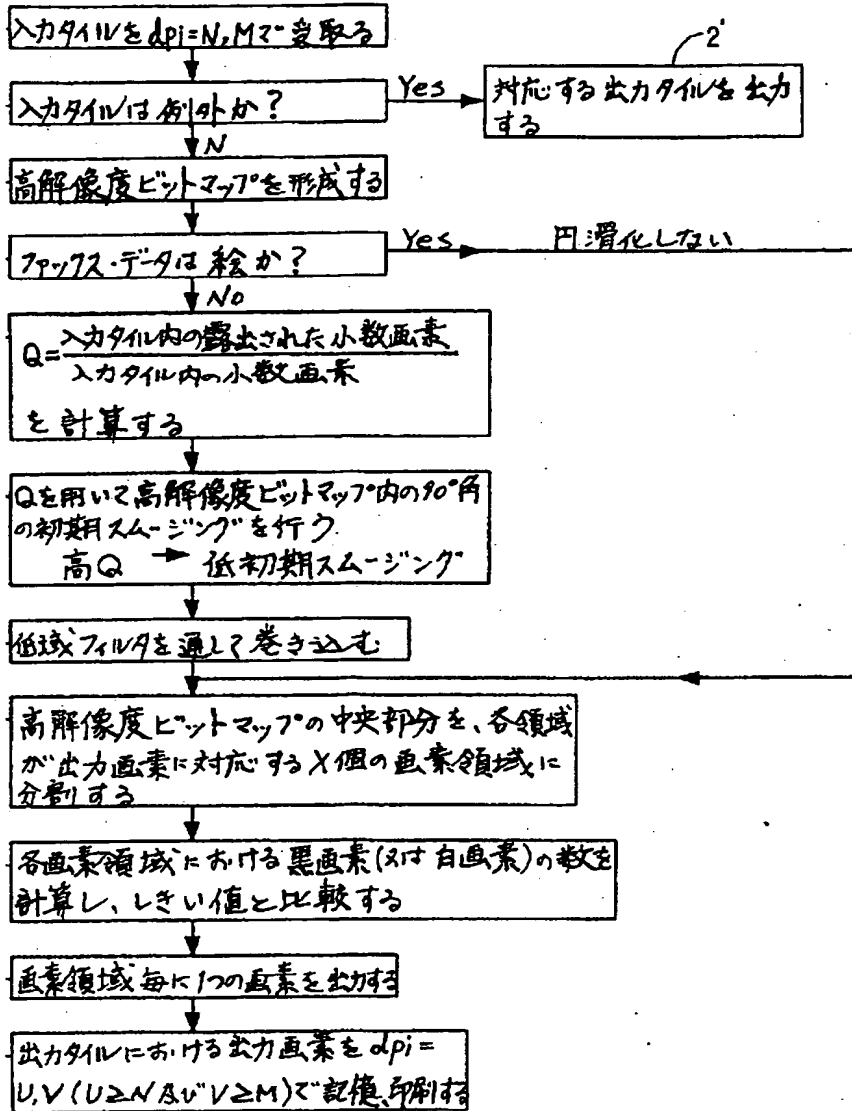 入力タイルをdpi=N,Mで受取る
2'
入力タイルは例外か?
Yes
対応する出力タイルを出力
する
N
高解像度ビットマップを形成する
ファックス・データは絵か?
Yes
円滑化しない
No
Q=入力タイル内の露出された小数画素
入力タイル内の小数画素
を計算する
Qを用いて高解像度ビットマップ内の90°角
の初期スムージングを行う.
高Q → 低初期スムージング
低域フィルタを通して巻き込む
高解像度ビットマップの中央部分を、各領域
が出力画素に対応するX個の画素領域に
分割する
各画素領域における黒画素(又は白画素)の数を
計算し、しきい値と比較する
画素領域毎に1つの画素を出力する
出力タイルにおける出力画素をdpi=
U,V(U≥N及びV≥M)で記憶、印刷する